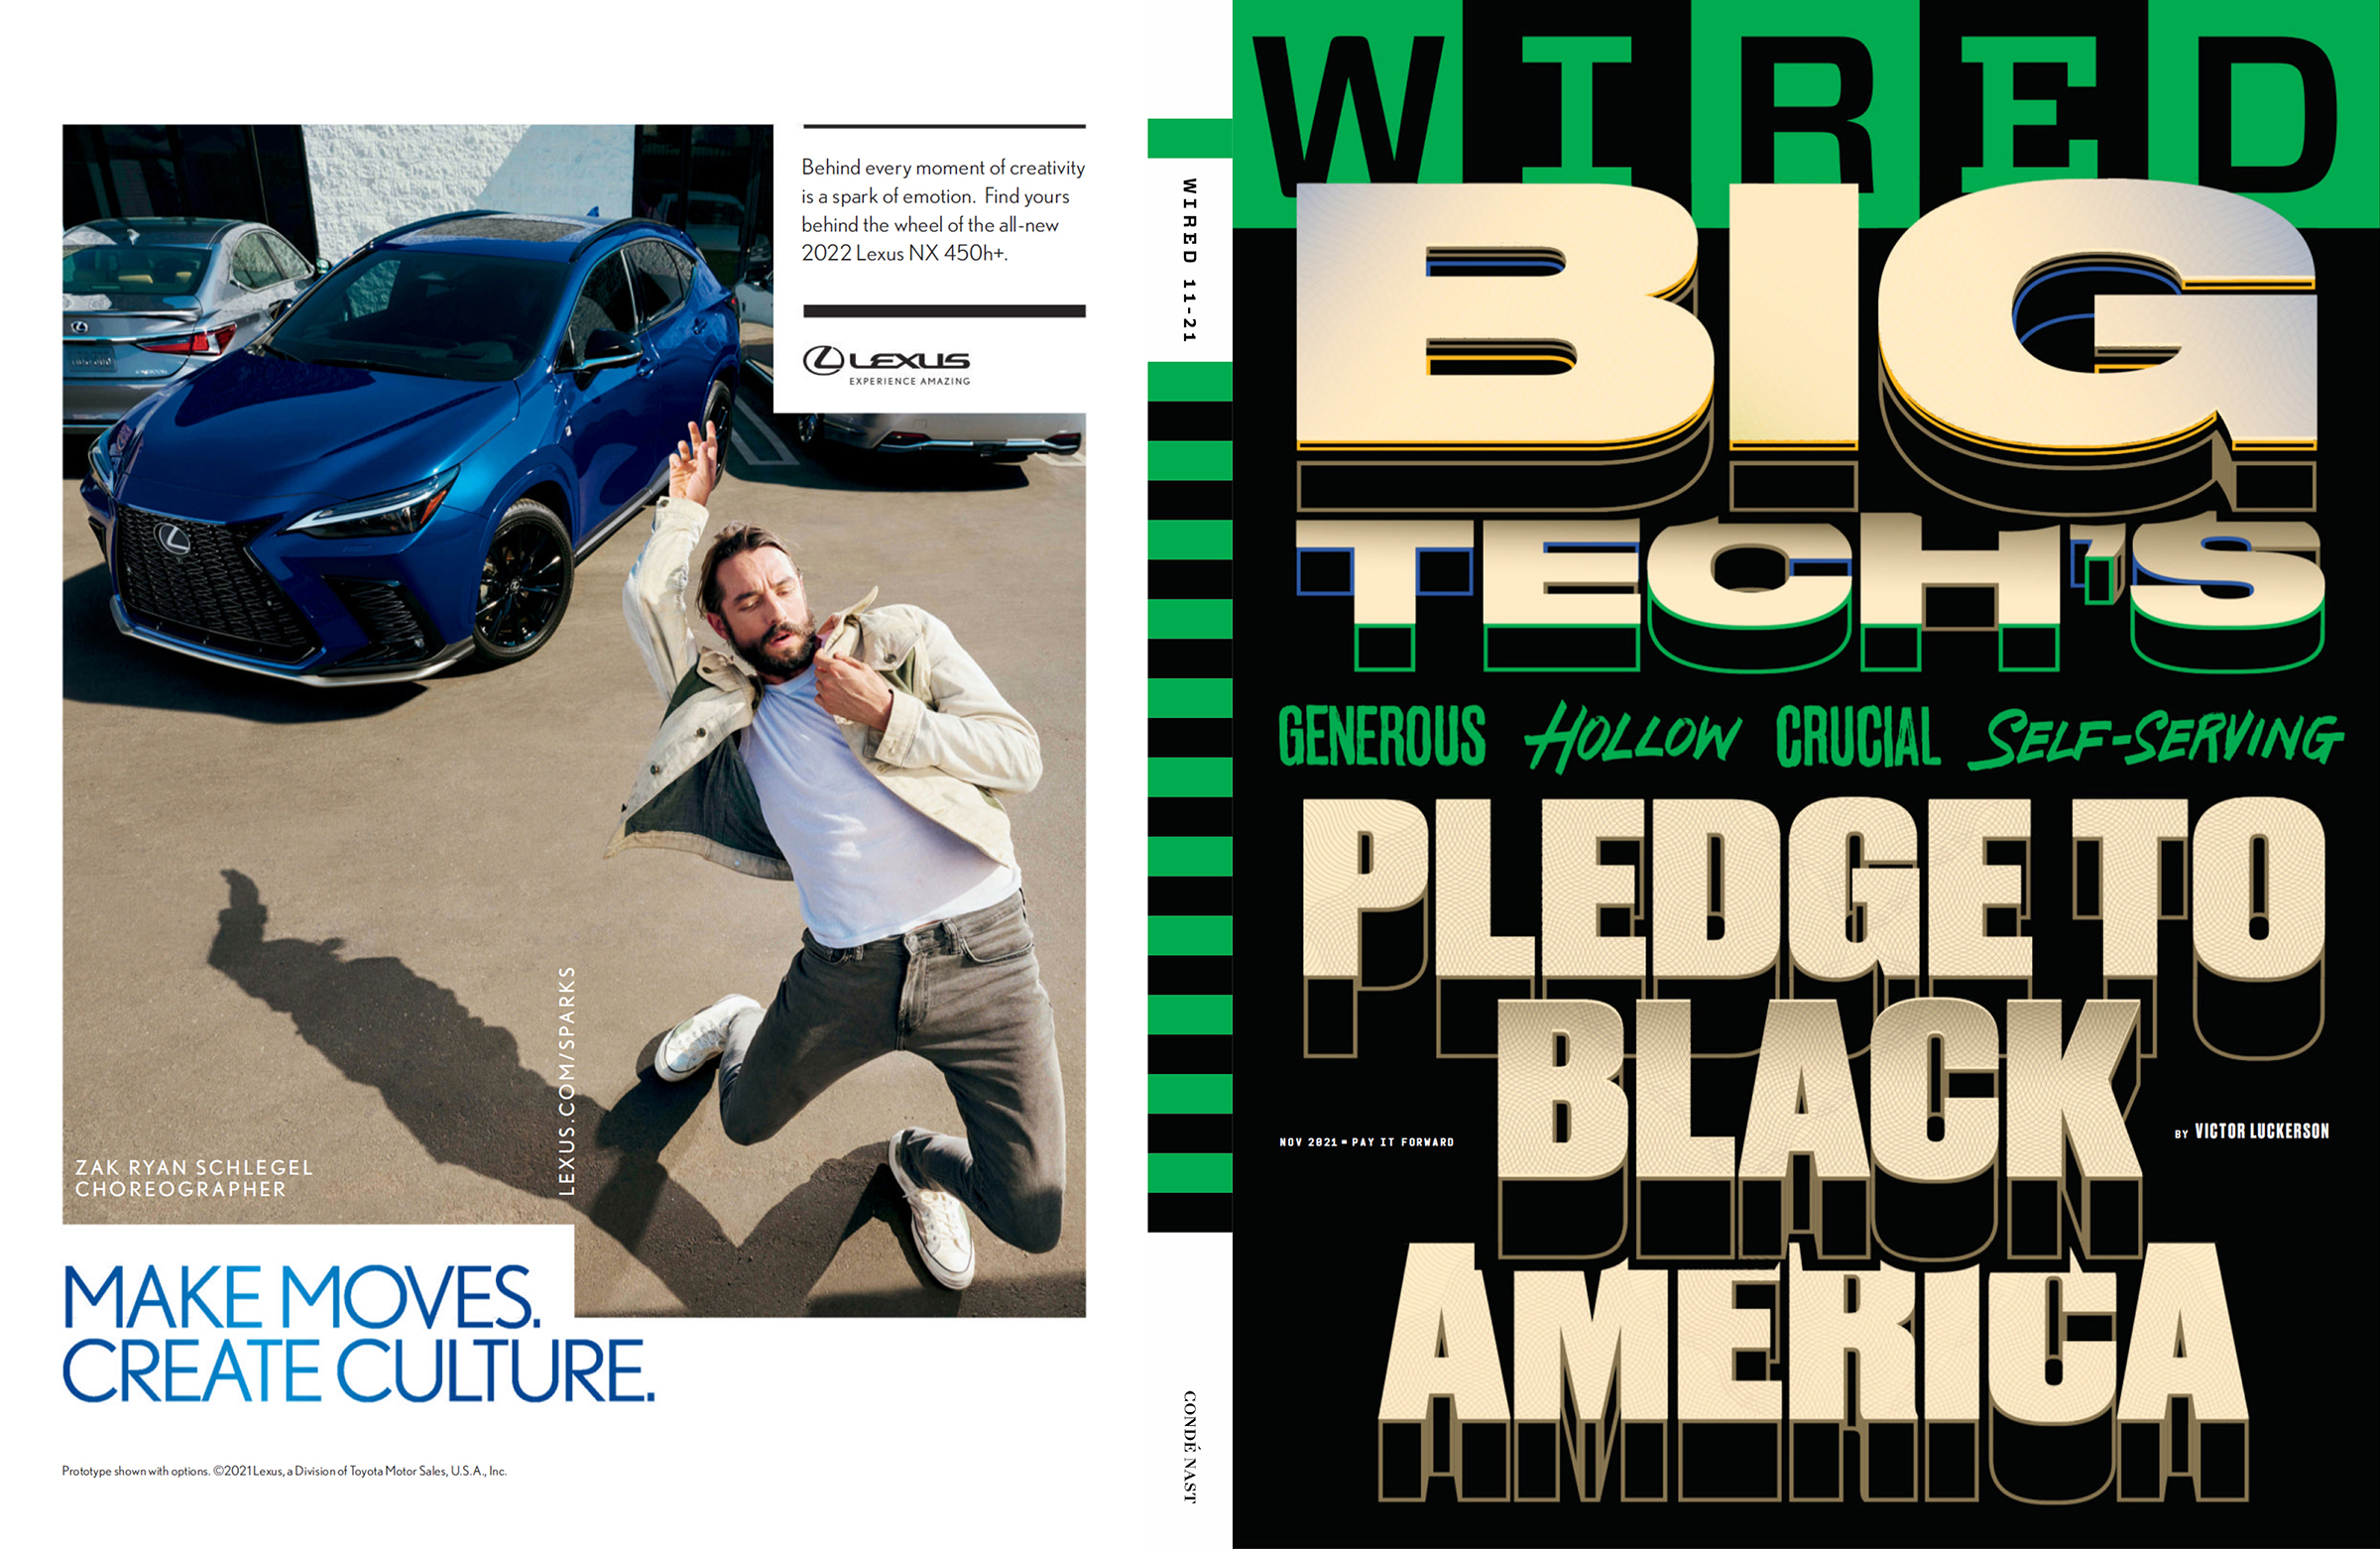 Behind every moment of creativity
is a spark of emotion. Find yours
behind the wheel of the all-new
2022 Lexus NX 450h+.
LEXUS
EXPERIENCE AMAZING
LEXUS.COM/SPARKS
ZAK RYAN SCHLEGEL
CHOREOGRAPHER
MAKE MOVES.
CREATE CULTURE.
Prototype shown with options. ©2021 Lexus, a Division of Toyota Motor Sales, U.S.A., Inc.
WIRED 11-21
CONDÉ NAST
WIRED
BIG
TECH'S
GENEROUS HOLLOW CRUCIAL SELF-SERVING
PLEDGE TO
BLACK
NOV 2021 = PAY IT FORWARD
BY VICTOR LUCKERSON
AMERICA